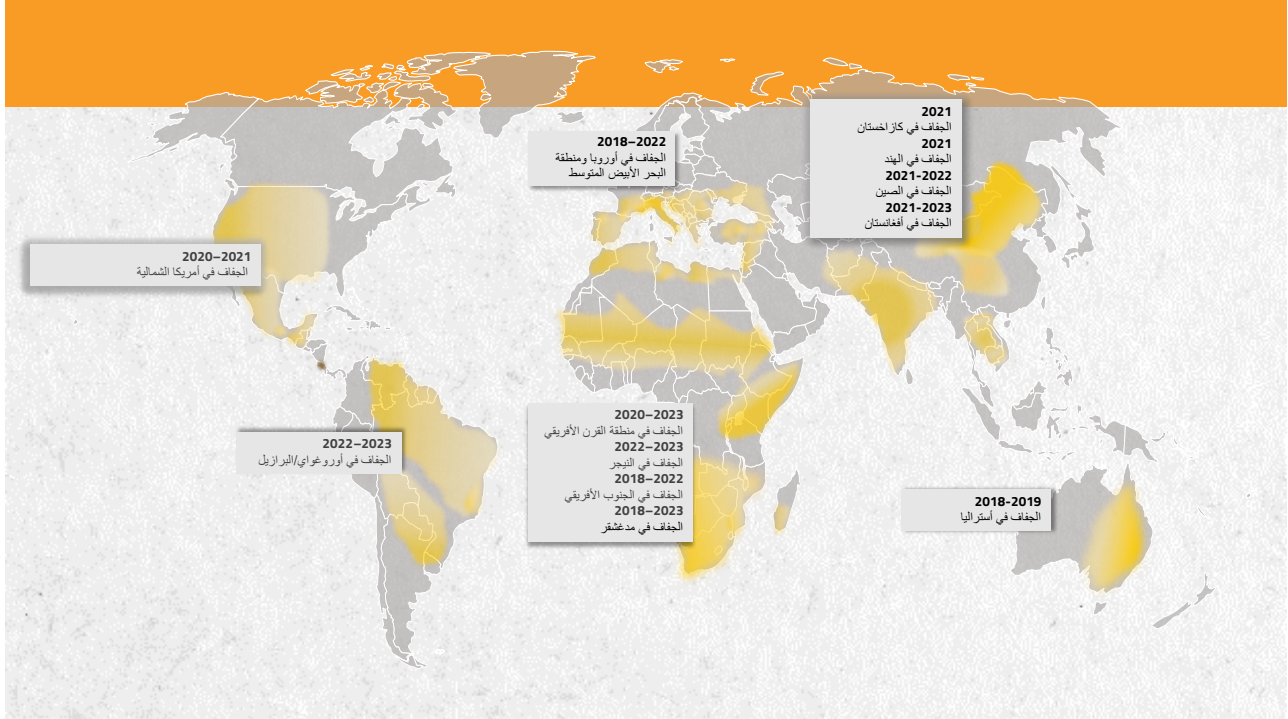 2021
الجفاف في كازاخستان
2021
الجفاف في الهند
2021-2022
الجفاف في الصين
2021-2023
الجفاف في أفغانستان
2018–2022
الجفاف في أوروبا ومنطقة
البحر الأبيض المتوسط
2020–2021
الجفاف في أمريكا الشمالية
2020–2023
الجفاف في منطقة القرن الأفريقي
2022–2023
الجفاف في النيجر
2018–2022
الجفاف في الجنوب الأفريقي
2018–2023
الجفاف في مدغشقر
2022–2023
الجفاف في أوروغواي/البرازيل
2018-2019
الجفاف في أستراليا